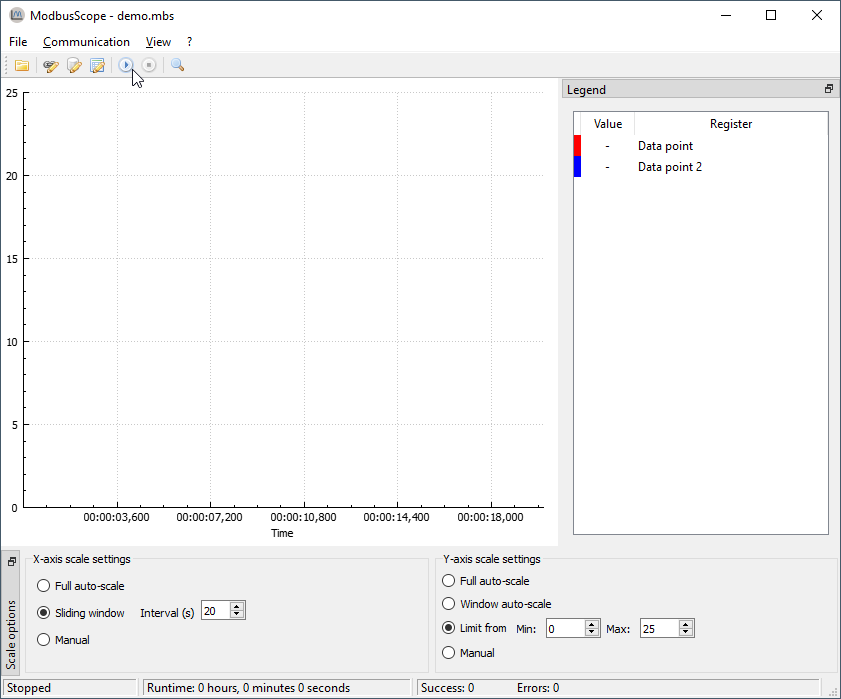 ModbusScope - demo.mbs
File Communication View ?
Legend
Value Register
- Data point
- Data point 2
25
20
15
10
5
0
00:00:03,600 00:00:07,200 00:00:10,800 00:00:14,400 00:00:18,000
Time
Scale options
X-axis scale settings
Full auto-scale
Sliding window Interval (s) 20
Manual
Y-axis scale settings
Full auto-scale
Window auto-scale
Limit from Min: 0 Max: 25
Manual
Stopped Runtime: 0 hours, 0 minutes 0 seconds Success: 0 Errors: 0